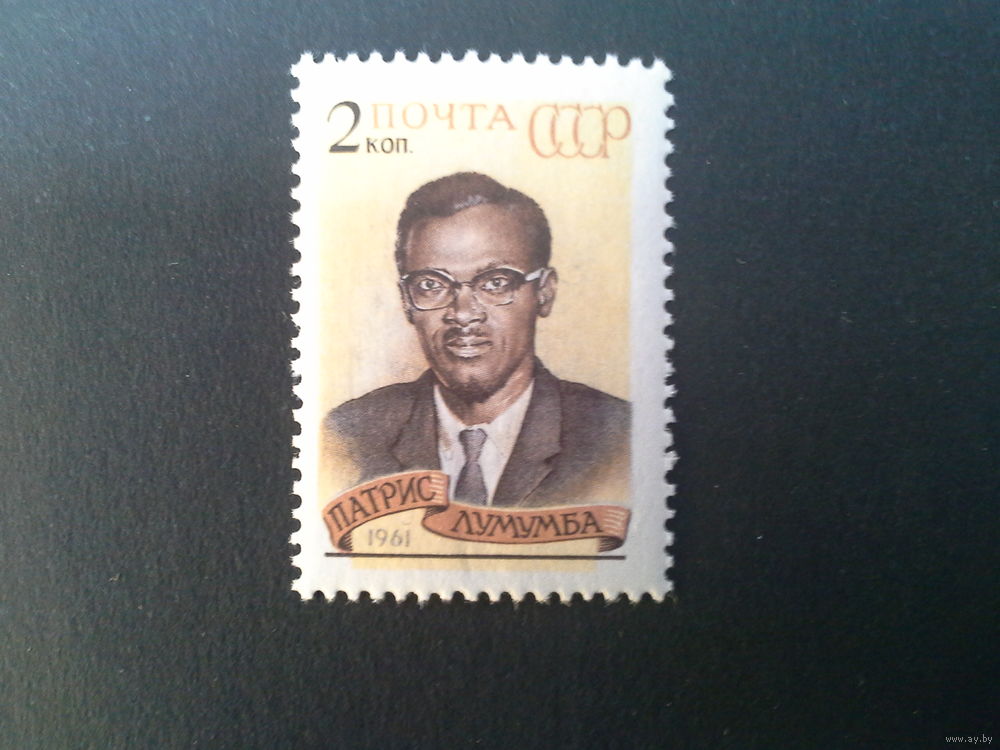 2 ПОЧТА СССР
КОП.
ПАТРИС
ЛУМУМБА
1961
www.ay.by